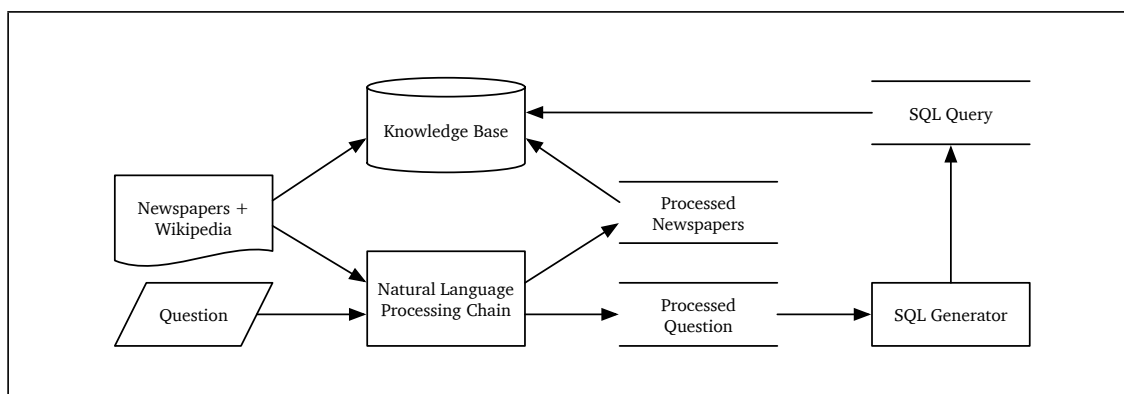 Knowledge Base
SQL Query
Newspapers +
Wikipedia
Processed
Newspapers
Question
Natural Language
Processing Chain
Processed
Question
SQL Generator